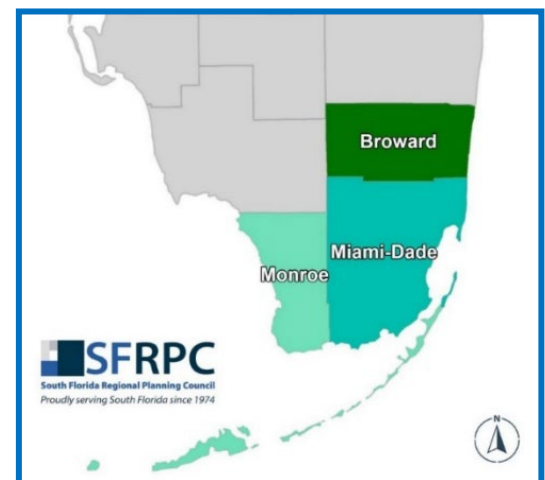 Broward
Miami-Dade
Monroe
SFRPC
South Florida Regional Planning Council
Proudly serving South Florida since 1974
N